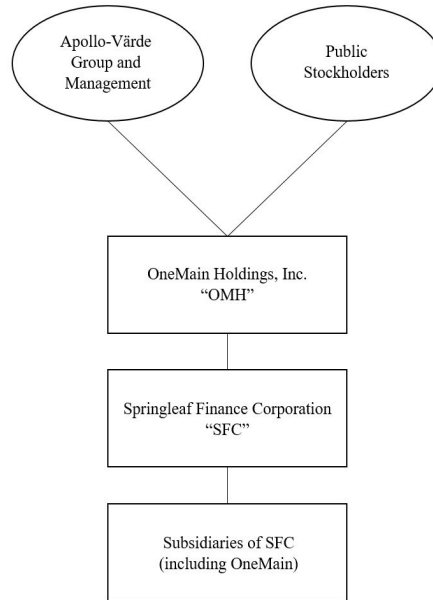 Apollo-Värde
Group and
Management
Public
Stockholders
OneMain Holdings, Inc.
“OMH”
Springleaf Finance Corporation
“SFC”
Subsidiaries of SFC
(including OneMain)